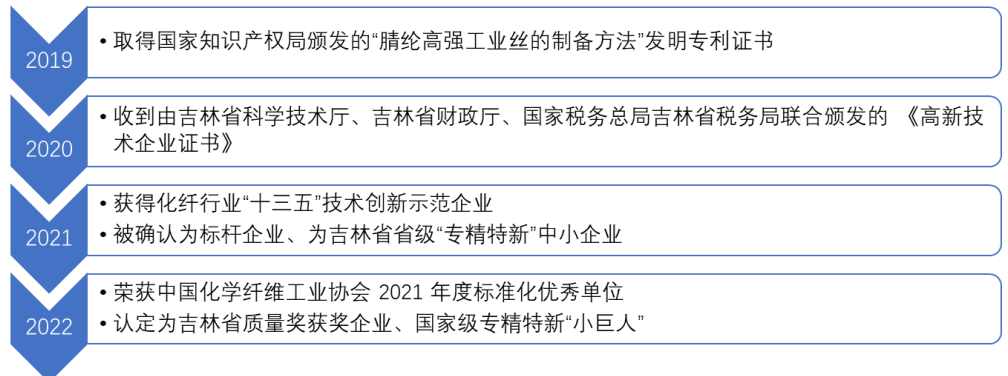 2019
• 取得国家知识产权局颁发的“腈纶高强工业丝的制备方法”发明专利证书
2020
• 收到由吉林省科学技术厅、吉林省财政厅、国家税务总局吉林省税务局联合颁发的 《高新技
术企业证书》
2021
• 获得化纤行业“十三五”技术创新示范企业
• 被确认为标杆企业、为吉林省省级“专精特新”中小企业
2022
• 荣获中国化学纤维工业协会 2021 年度标准化优秀单位
• 认定为吉林省质量奖获奖企业、国家级专精特新“小巨人”